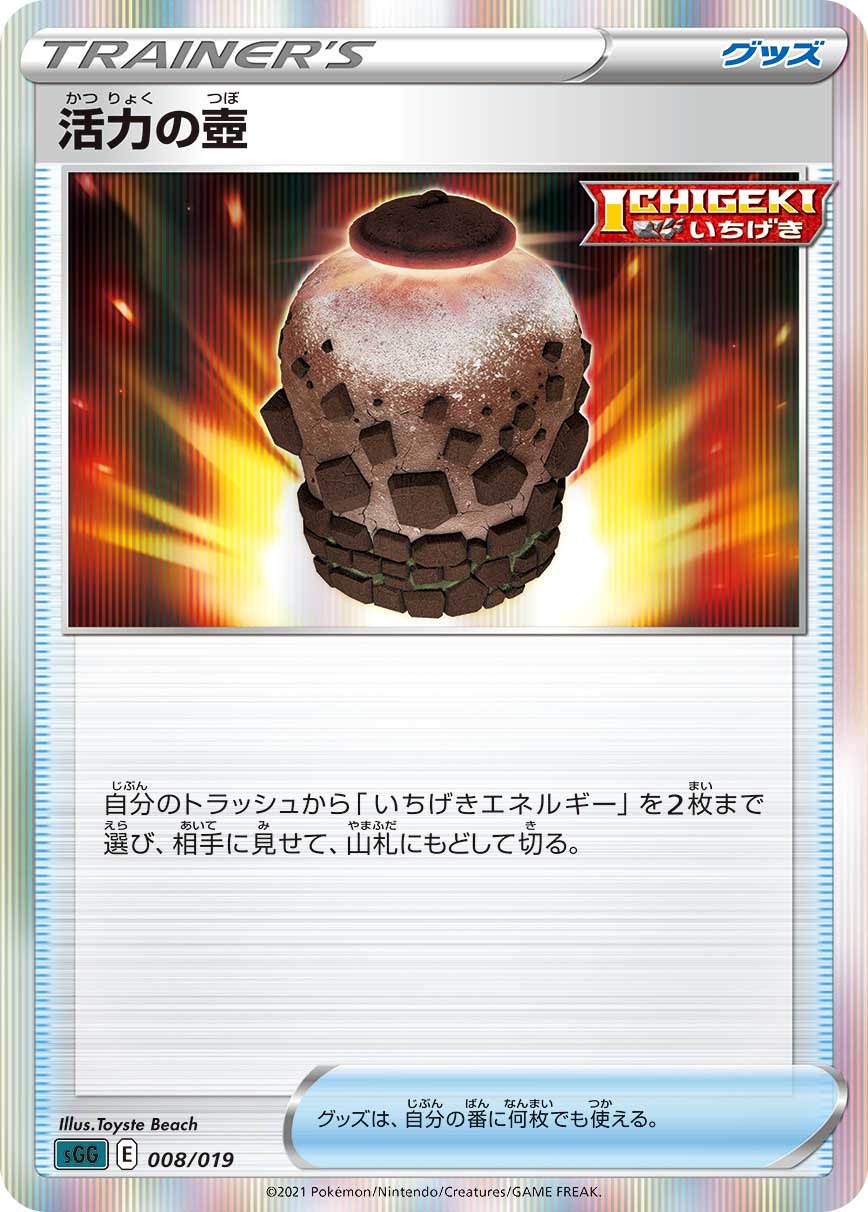 TRAINER'S グッズ
かつりょく つぼ
活力の壺
ICHIGEKI
いちげき
じぶん まい
自分のトラッシュから「いちげきエネルギー」を2枚まで
えら あいて み やまふだ き
選び、相手に見せて、山札にもどして切る。
じぶん ばん なんまい つか
グッズは、自分の番に何枚でも使える。
Illus.Toyste Beach
sGG E 008/019
©2021 Pokémon/Nintendo/Creatures/GAME FREAK.